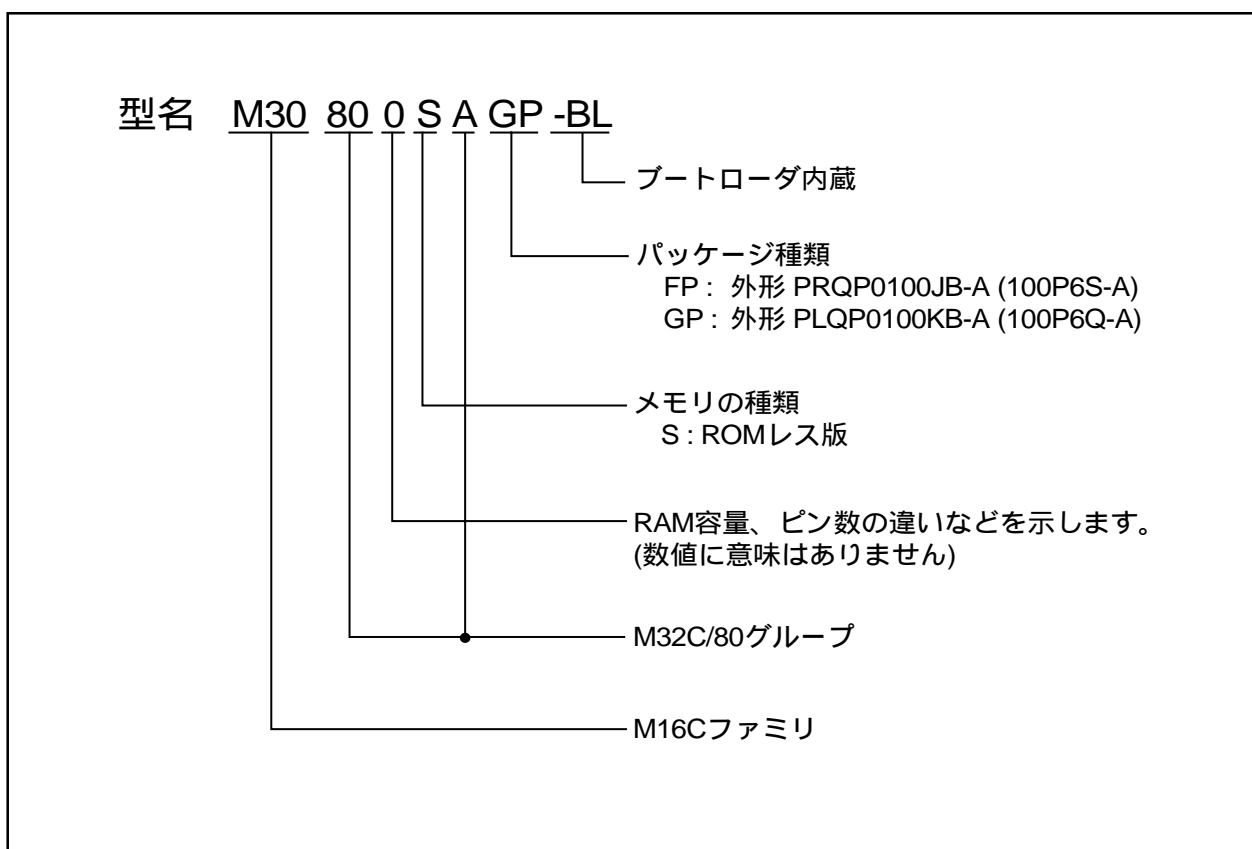 型名 M30 80 0 S A GP -BL
ブートローダ内蔵
パッケージ種類
FP : 外形 PRQP0100JB-A (100P6S-A)
GP : 外形 PLQP0100KB-A (100P6Q-A)
メモリの種類
S : ROMレス版
RAM容量、ピン数の違いなどを示します。
(数値に意味はありません)
M32C/80グループ
M16Cファミリ